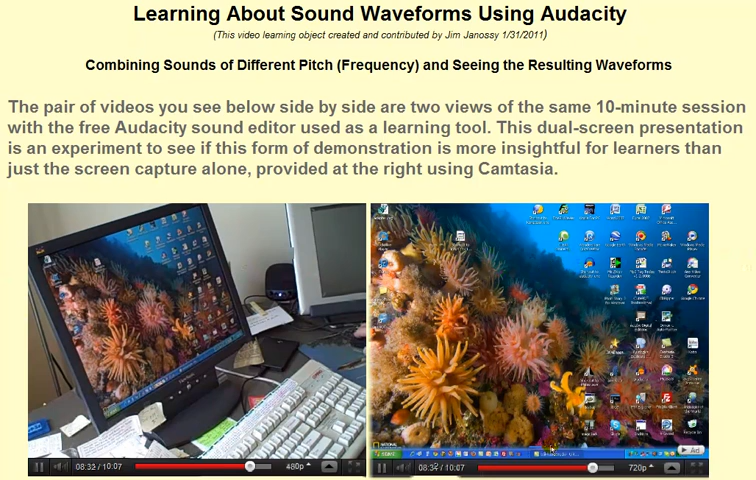 Learning About Sound Waveforms Using Audacity
(This video learning object created and contributed by Jim Janossy 1/31/2011)
Combining Sounds of Different Pitch (Frequency) and Seeing the Resulting Waveforms
The pair of videos you see below side by side are two views of the same 10-minute session
with the free Audacity sound editor used as a learning tool. This dual-screen presentation
is an experiment to see if this form of demonstration is more insightful for learners than
just the screen capture alone, provided at the right using Camtasia.
08:32 / 10:07 480p
08:32 / 10:07 720p